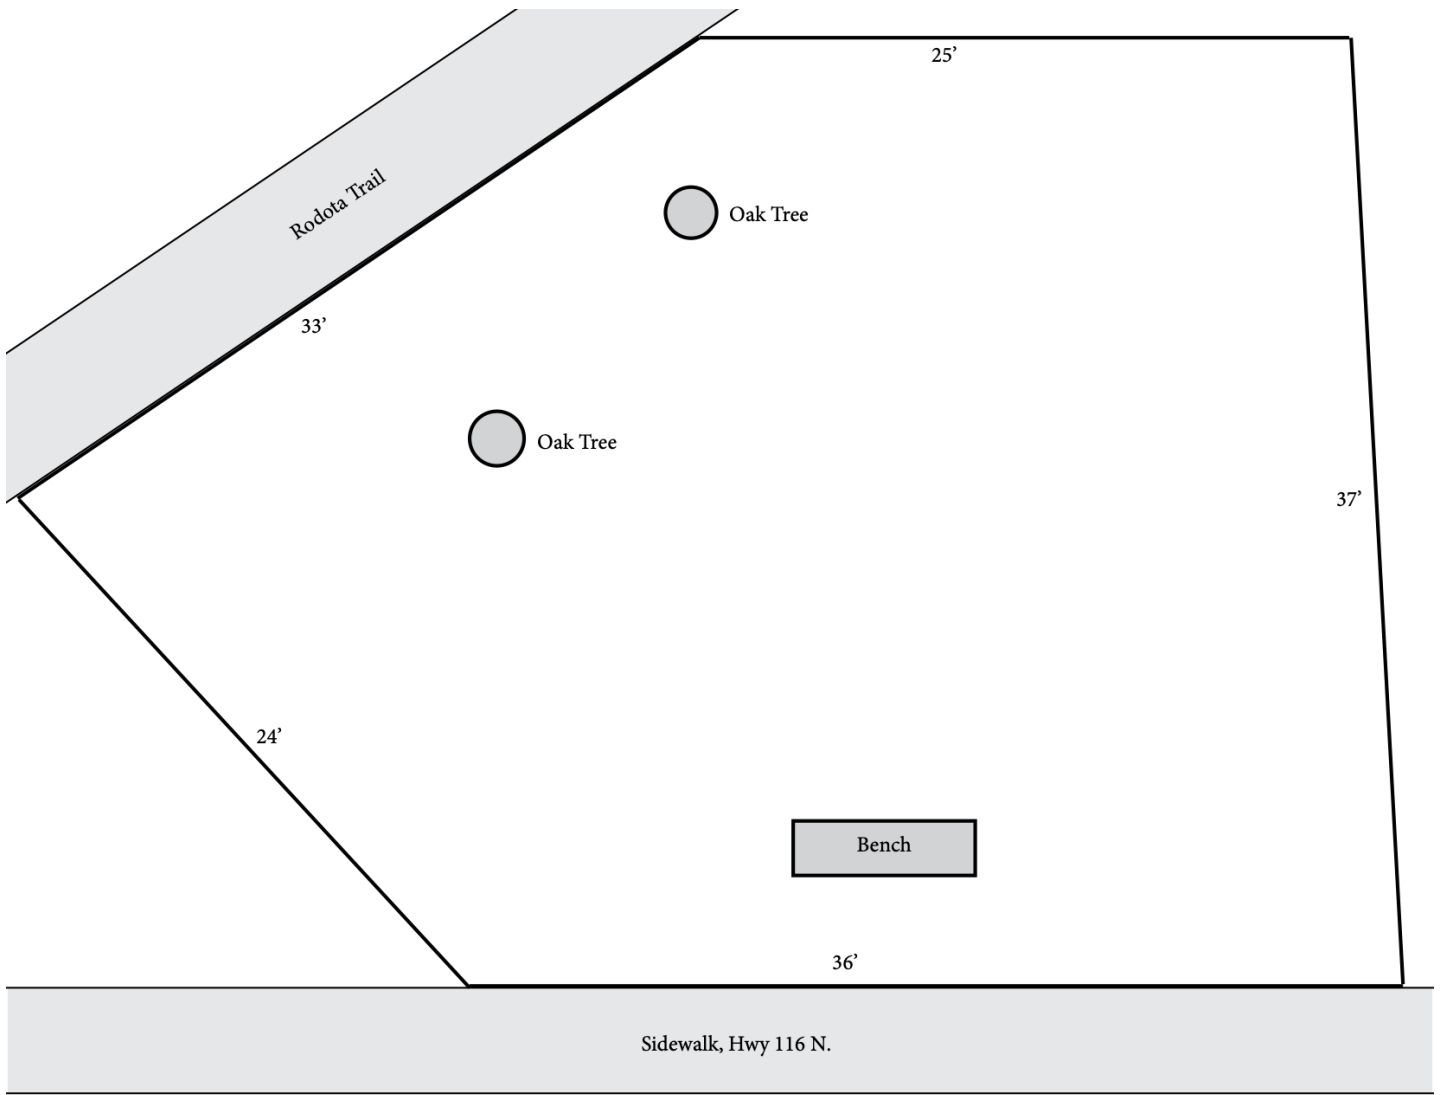 25’
Rodota Trail
Oak Tree
33’
Oak Tree
37’
24’
Bench
36’
Sidewalk, Hwy 116 N.